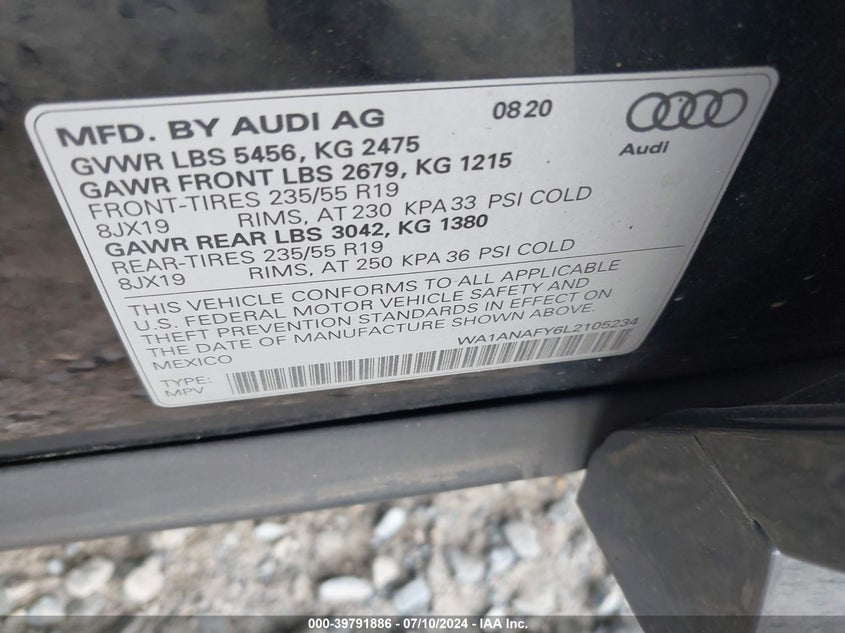 MFD. BY AUDI AG 0820
Audi
GVWR LBS 5456, KG 2475
GAWR FRONT LBS 2679, KG 1215
FRONT-TIRES 235/55 R19
8JX19 RIMS, AT 230 KPA 33 PSI COLD
GAWR REAR LBS 3042, KG 1380
REAR-TIRES 235/55 R19
8JX19 RIMS, AT 250 KPA 36 PSI COLD
THIS VEHICLE CONFORMS TO ALL APPLICABLE
U.S. FEDERAL MOTOR VEHICLE SAFETY AND
THEFT PREVENTION STANDARDS IN EFFECT ON
THE DATE OF MANUFACTURE SHOWN ABOVE.
MEXICO WA1ANAFY6L2105234
TYPE:
MPV
000-39791886 - 07/10/2024 - IAA Inc.